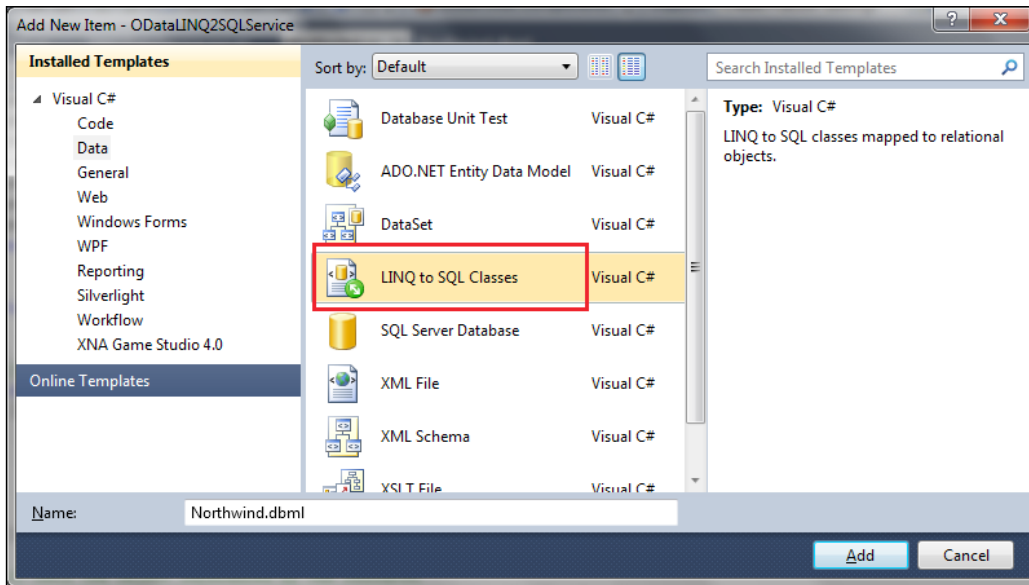 Add New Item - ODataLINQ2SQLService
Installed Templates
Visual C#
Code
Data
General
Web
Windows Forms
WPF
Reporting
Silverlight
Workflow
XNA Game Studio 4.0
Online Templates
Sort by: Default
Database Unit Test Visual C#
ADO.NET Entity Data Model Visual C#
DataSet Visual C#
LINQ to SQL Classes Visual C#
SQL Server Database Visual C#
XML File Visual C#
XML Schema Visual C#
XSLT File Visual C#
Search Installed Templates
Type: Visual C#
LINQ to SQL classes mapped to relational
objects.
Name: Northwind.dbml
Add Cancel